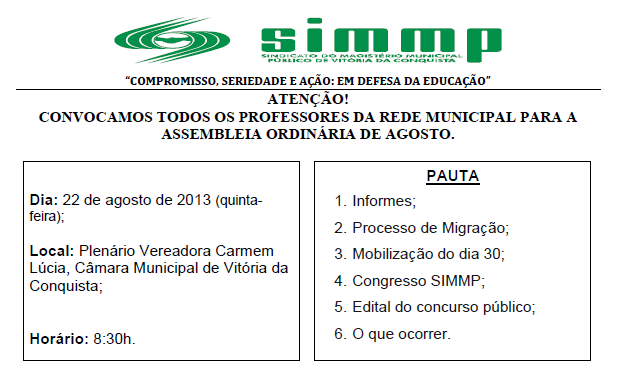 simmp
SINDICATO DO MAGISTÉRIO MUNICIPAL
PÚBLICO DE VITÓRIA DA CONQUISTA
“COMPROMISSO, SERIEDADE E AÇÃO: EM DEFESA DA EDUCAÇÃO”
ATENÇÃO!
CONVOCAMOS TODOS OS PROFESSORES DA REDE MUNICIPAL PARA A
ASSEMBLEIA ORDINÁRIA DE AGOSTO.
Dia: 22 de agosto de 2013 (quinta-
feira);
Local: Plenário Vereadora Carmem
Lúcia, Câmara Municipal de Vitória da
Conquista;
Horário: 8:30h.
PAUTA
1. Informes;
2. Processo de Migração;
3. Mobilização do dia 30;
4. Congresso SIMMP;
5. Edital do concurso público;
6. O que ocorrer.